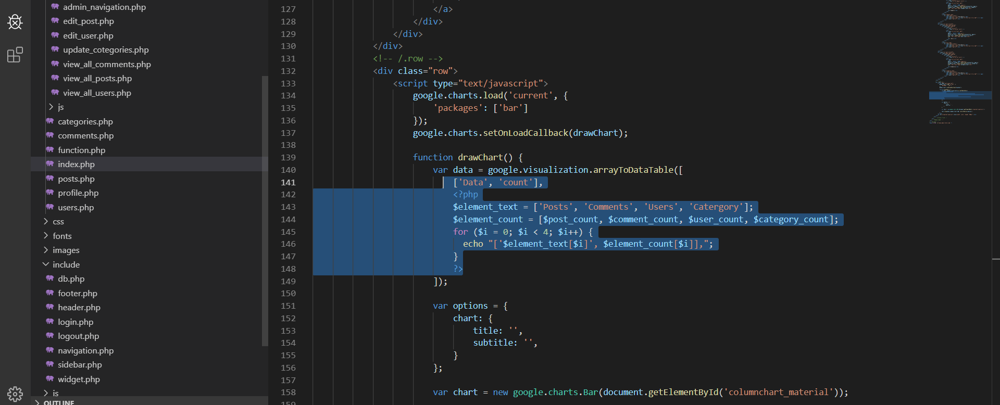 admin_navigation.php
edit_post.php
edit_user.php
update_cotegories.php
view_all_comments.php
view_all_posts.php
view_all_users.php
js
categories.php
comments.php
function.php
index.php
posts.php
profile.php
users.php
css
fonts
images
include
db.php
footer.php
header.php
login.php
logout.php
navigation.php
sidebar.php
widget.php
js
OUTLINE
127 </a>
128 </div>
129 </div>
130 </div>
131 <!-- /.row -->
132 <div class="row">
133 <script type="text/javascript">
134 google.charts.load('current', {
135 'packages': ['bar']
136 });
137 google.charts.setOnLoadCallback(drawChart);
138
139 function drawChart() {
140 var data = google.visualization.arrayToDataTable([
141 ['Data', 'count'],
142 <?php
143 $element_text = ['Posts', 'Comments', 'Users', 'Catergory'];
144 $element_count = [$post_count, $comment_count, $user_count, $category_count];
145 for ($i = 0; $i < 4; $i++) {
146 echo "['$element_text[$i]', $element_count[$i]],";
147 }
148 ?>
149 ]);
150
151 var options = {
152 chart: {
153 title: '',
154 subtitle: '',
155 }
156 };
157
158 var chart = new google.charts.Bar(document.getElementById('columnchart_material'));
159